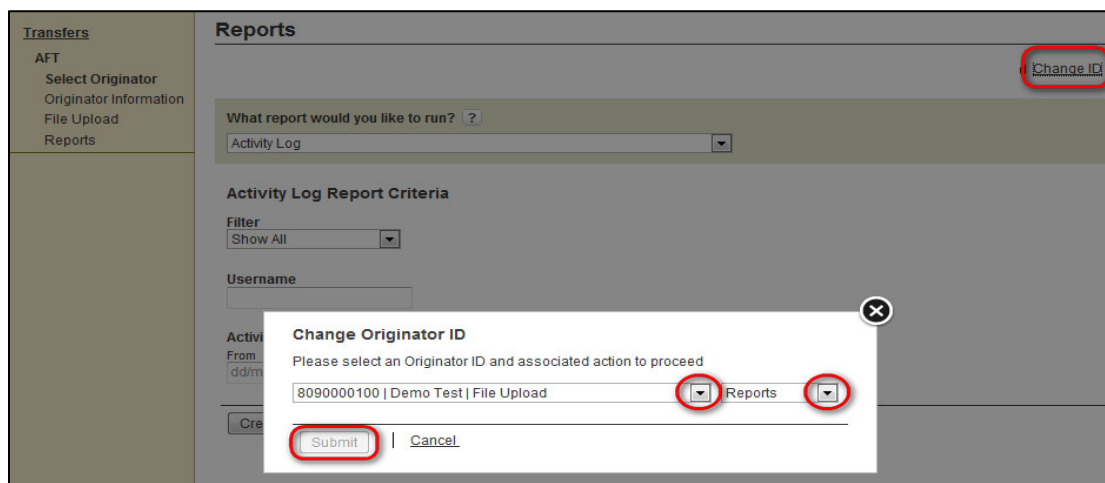 Transfers
AFT
Select Originator
Originator Information
File Upload
Reports
Reports
Change ID
What report would you like to run? ?
Activity Log
Activity Log Report Criteria
Filter
Show All
Username
From
Change Originator ID
Please select an Originator ID and associated action to proceed
8090000100 | Demo Test | File Upload
Reports
Submit | Cancel